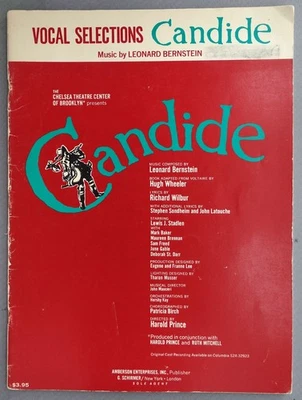 VOCAL SELECTIONS Candide
Music by LEONARD BERNSTEIN
THE
CHELSEA THEATRE CENTER
OF BROOKLYN* presents
Candide
MUSIC COMPOSED BY
Leonard Bernstein
BOOK ADAPTED FROM VOLTAIRE BY
Hugh Wheeler
LYRICS BY
Richard Wilbur
WITH ADDITIONAL LYRICS BY
Stephen Sondheim and John Latouche
STARRING
Lewis J. Stadlen
WITH
Mark Baker
Maureen Brennan
Sam Freed
June Gable
Deborah St. Darr
PRODUCTION DESIGNED BY
Eugene and Franne Lee
LIGHTING DESIGNED BY
Tharon Musser
MUSICAL DIRECTOR
John Mauceri
ORCHESTRATIONS BY
Hershy Kay
CHOREOGRAPHED BY
Patricia Birch
DIRECTED BY
Harold Prince
*Produced in conjunction with
HAROLD PRINCE and RUTH MITCHELL
Original Cast Recording Available on Columbia S2X 32923
AMBERSON ENTERPRISES, INC., Publisher
G. SCHIRMER / New York • London
SOLE AGENT
$3.95